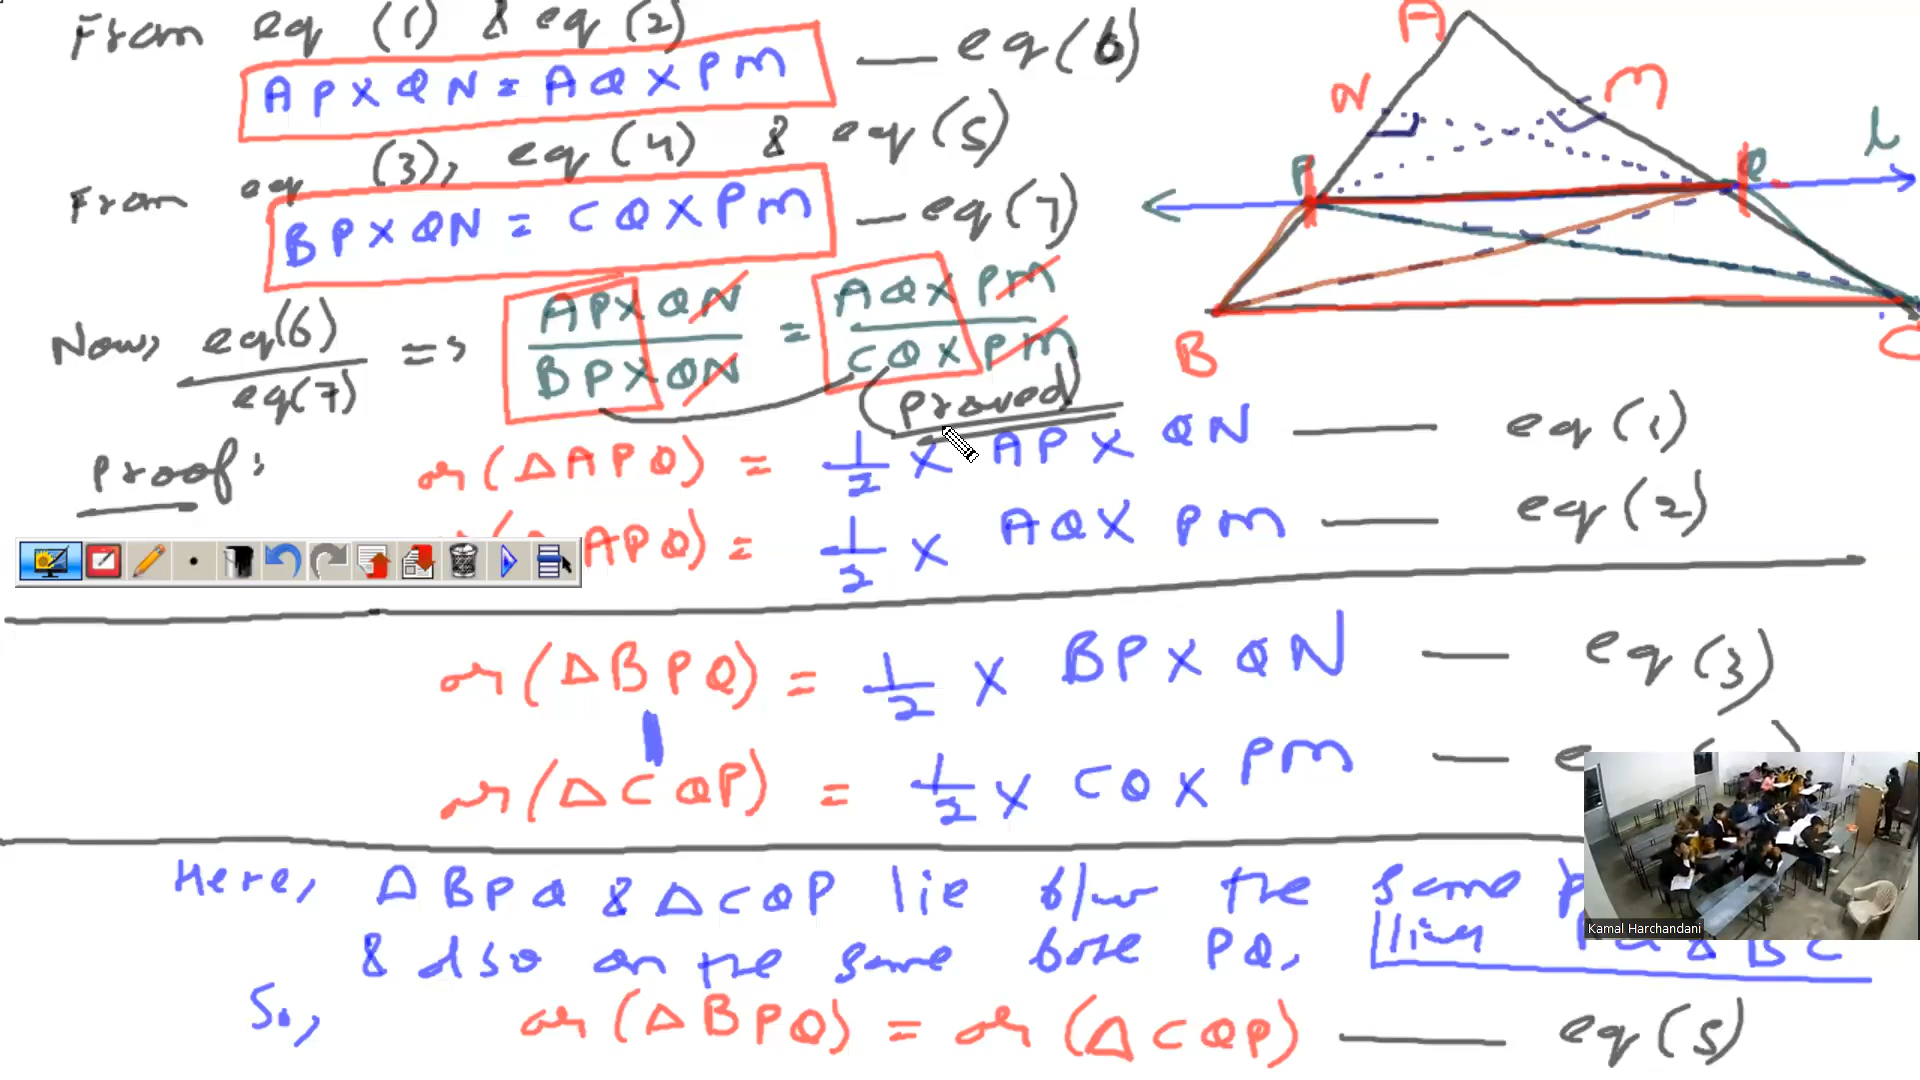 From eq (1) & eq (2)
AP X QN = AQ X PM — eq (6)
From eq (3), eq (4) & eq (5)
BP X QN = CQ X PM — eq (7)
Now, eq(6) / eq(7) => AP X QN / BP X QN = AQ X PM / CQ X PM
(Proved)
Proof: ar (Δ APQ) = 1/2 X AP X QN — eq (1)
APQ) = 1/2 X AQ X PM — eq (2)
ar (Δ BPQ) = 1/2 X BP X QN — eq (3)
ar (Δ CQP) = 1/2 X CQ X PM —
Here, Δ BPQ & Δ CQP lie b/w the same
& also on the same base PQ.
So, ar (Δ BPQ) = ar (Δ CQP) — eq (5)
A
N
M
P
Q
l
B
C
Kamal Harchandani